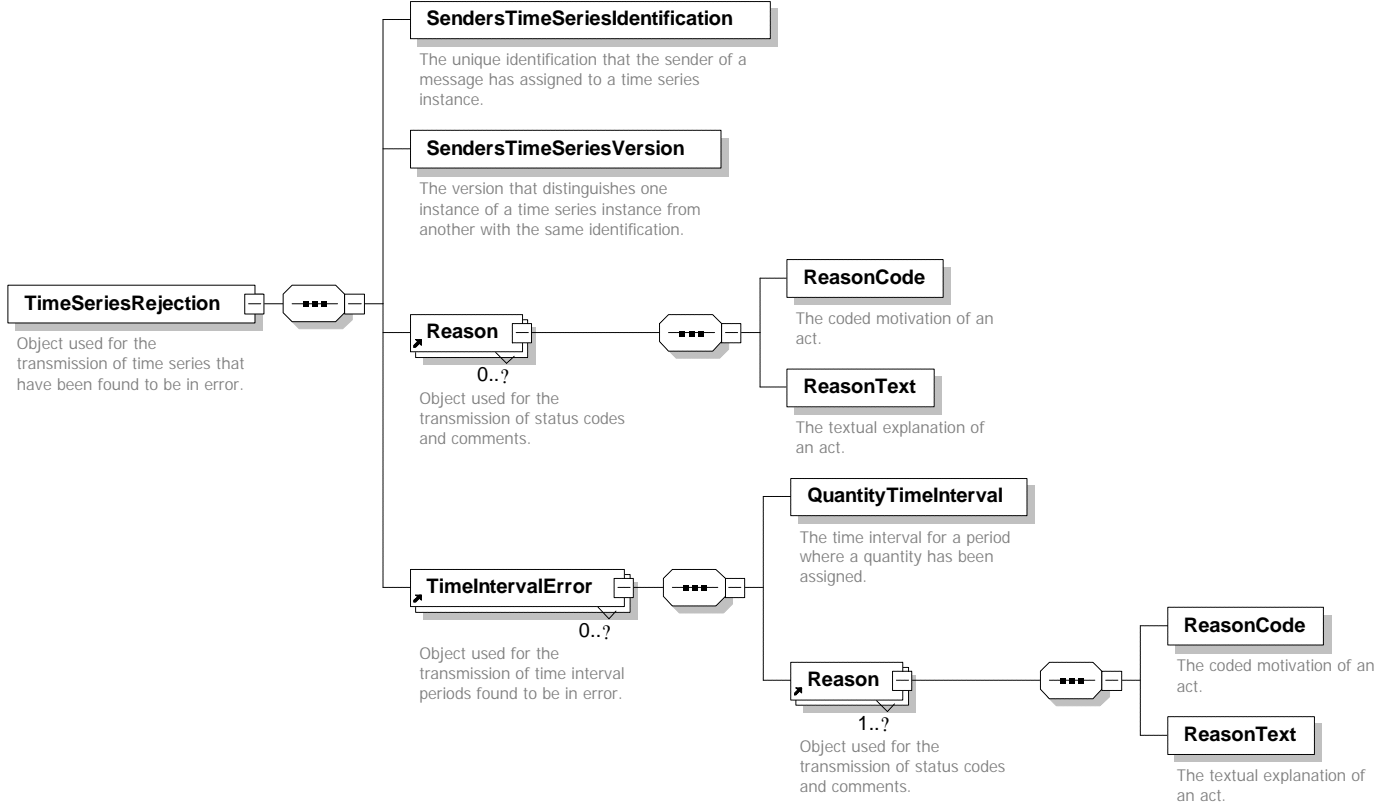 SendersTimeSeriesIdentification
The unique identification that the sender of a
message has assigned to a time series
instance.
SendersTimeSeriesVersion
The version that distinguishes one
instance of a time series instance from
another with the same identification.
TimeSeriesRejection
Object used for the
transmission of time series that
have been found to be in error.
Reason
0..?
Object used for the
transmission of status codes
and comments.
ReasonCode
The coded motivation of an
act.
ReasonText
The textual explanation of
an act.
TimeIntervalError
0..?
Object used for the
transmission of time interval
periods found to be in error.
QuantityTimeInterval
The time interval for a period
where a quantity has been
assigned.
Reason
1..?
Object used for the
transmission of status codes
and comments.
ReasonCode
The coded motivation of an
act.
ReasonText
The textual explanation of
an act.